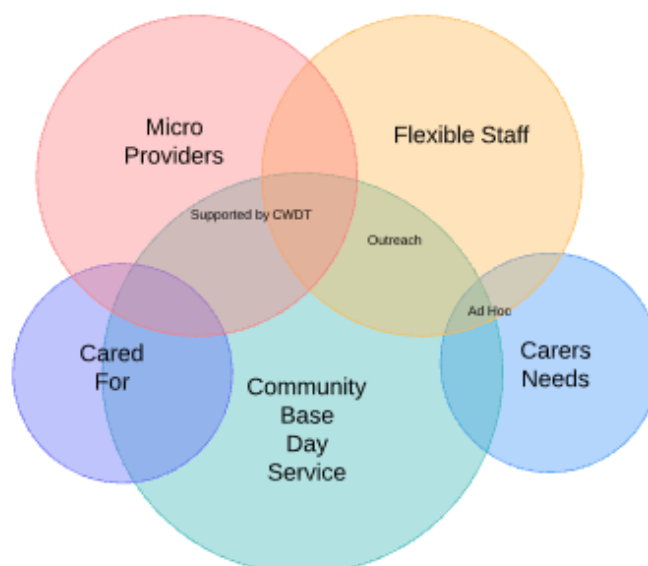 Micro
Providers
Flexible Staff
Supported by CWDT
Outreach
Ad Hoc
Cared
For
Carers
Needs
Community
Base
Day
Service